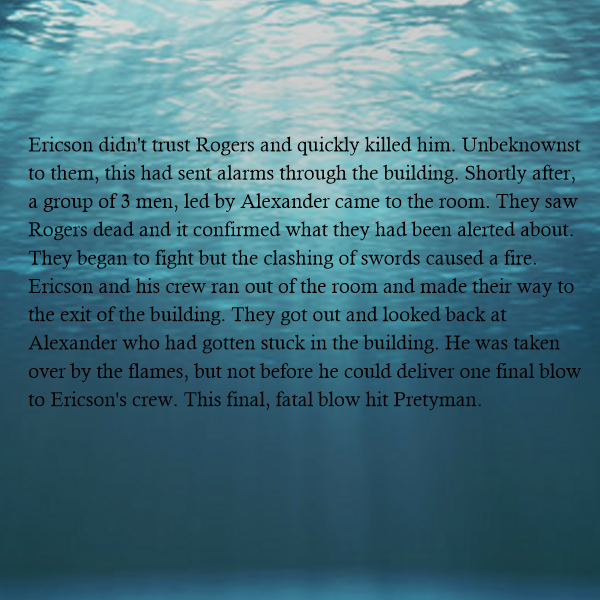 Ericson didn't trust Rogers and quickly killed him. Unbeknownst
to them, this had sent alarms through the building. Shortly after,
a group of 3 men, led by Alexander came to the room. They saw
Rogers dead and it confirmed what they had been alerted about.
They began to fight but the clashing of swords caused a fire.
Ericson and his crew ran out of the room and made their way to
the exit of the building. They got out and looked back at
Alexander who had gotten stuck in the building. He was taken
over by the flames, but not before he could deliver one final blow
to Ericson's crew. This final, fatal blow hit Pretyman.